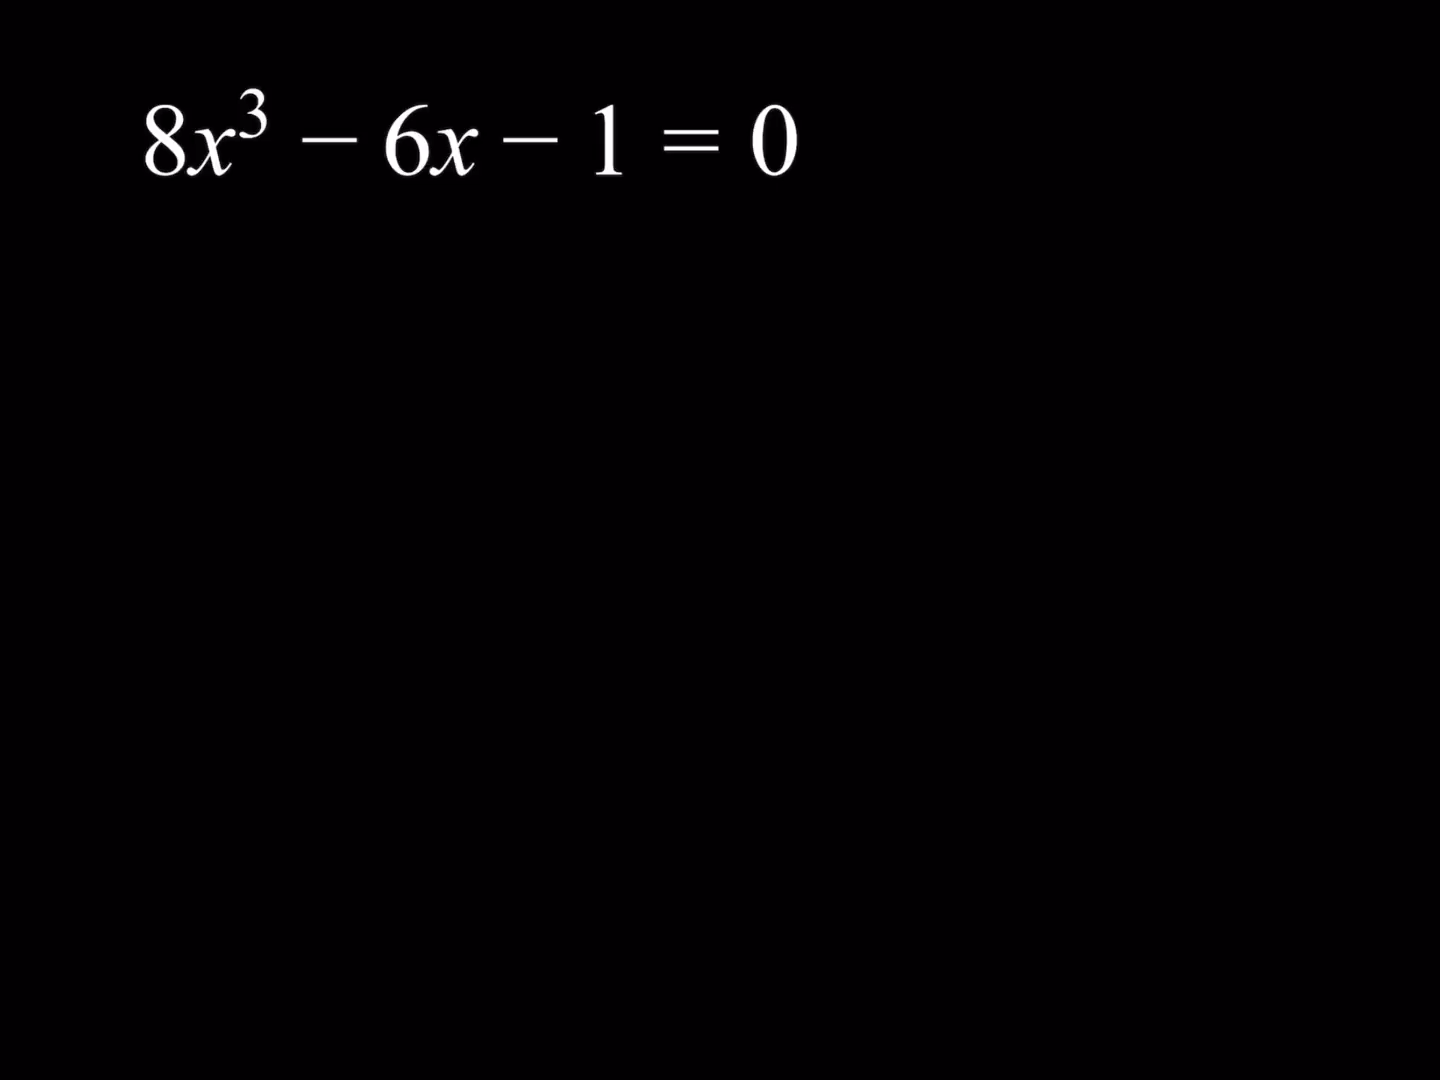 8x³ − 6x − 1 = 0